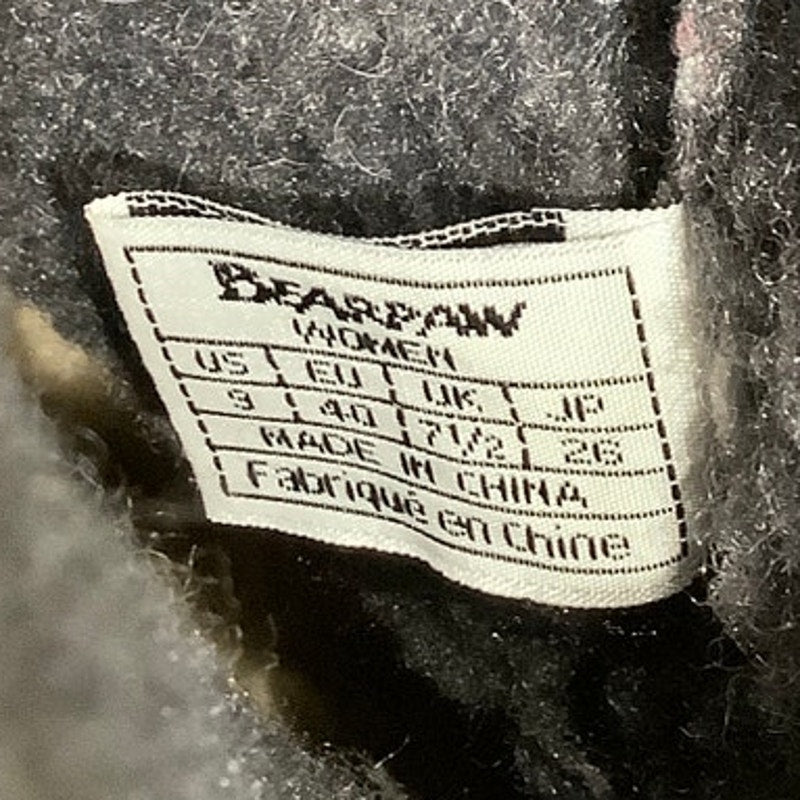 BEARPAW
WOMEN
US EU UK JP
9 40 7 1/2 26
MADE IN CHINA
Fabriqué en Chine